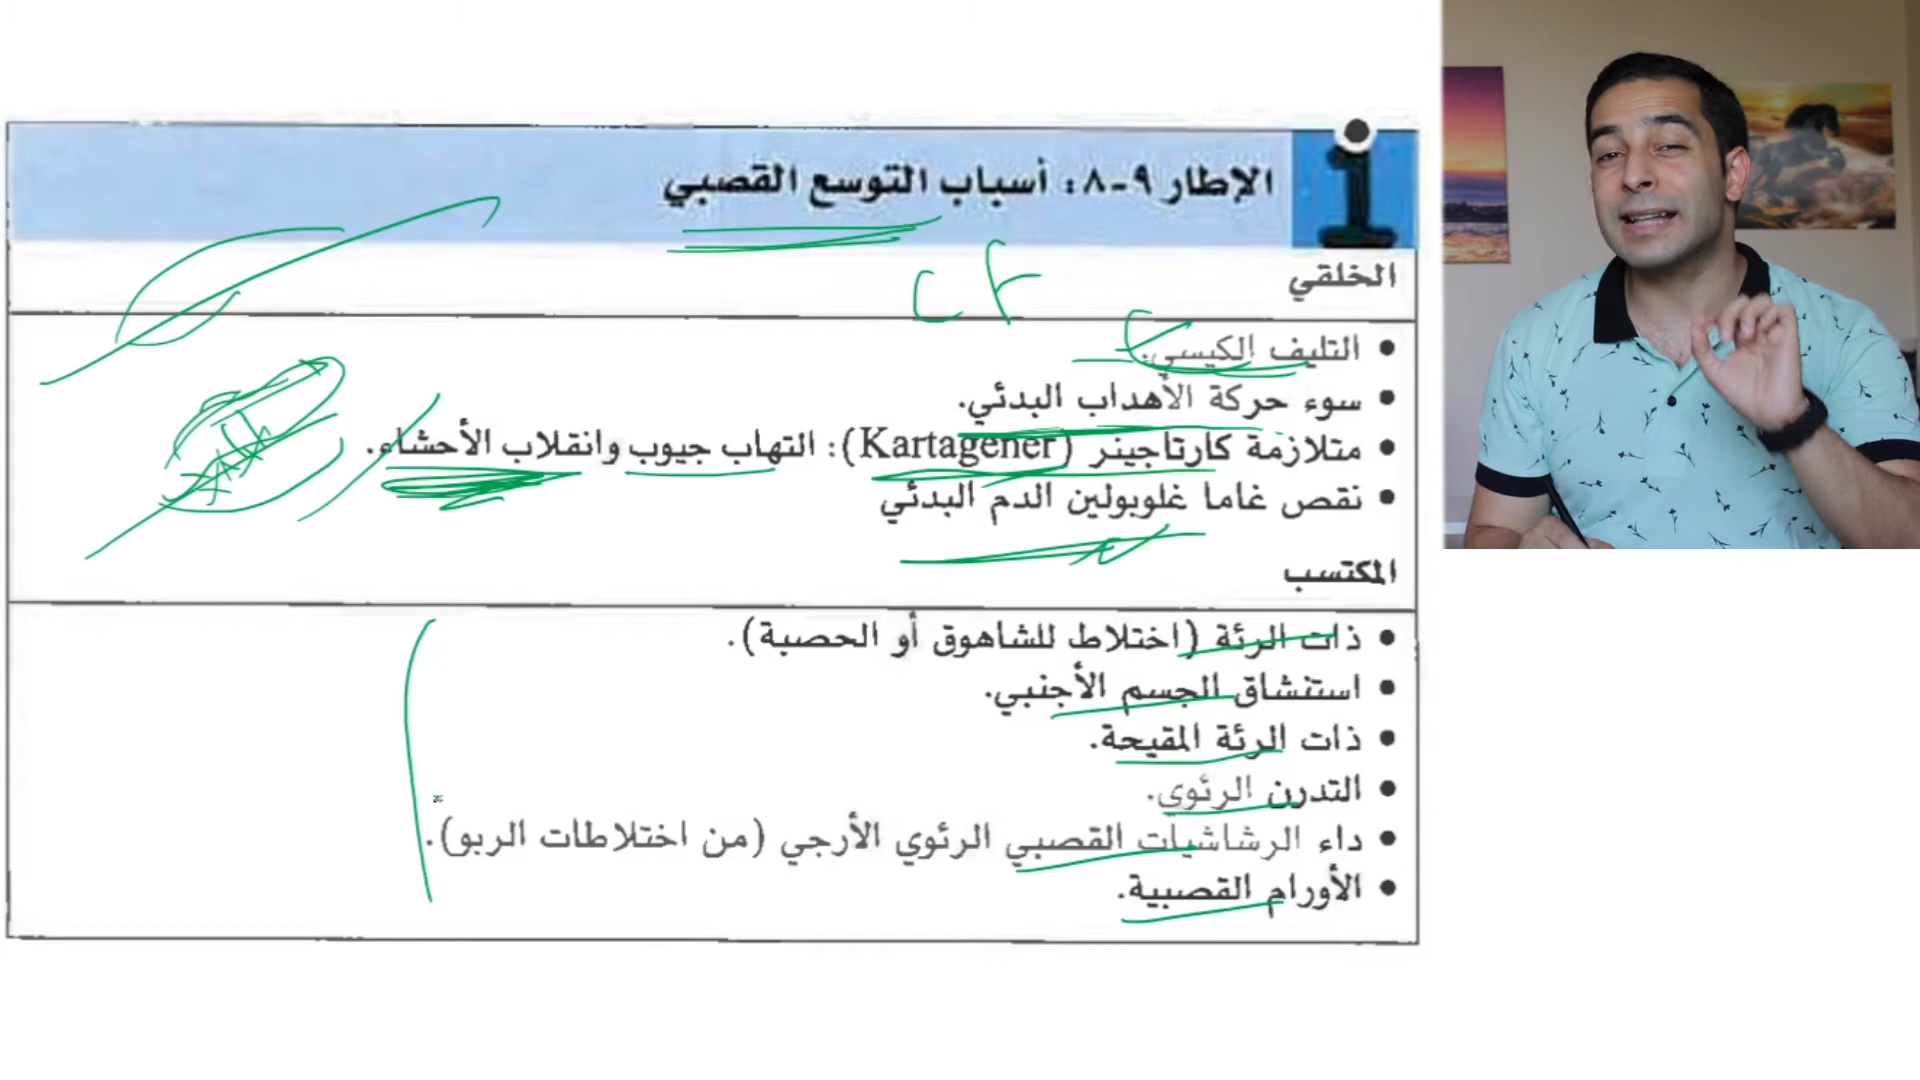 الإطار ٩-٨: أسباب التوسع القصبي
الخلقي
CF
• التليف الكيسي.
• سوء حركة الأهداب البدئي.
• متلازمة كارتاجينر (Kartagener): التهاب جيوب وانقلاب الأحشاء.
• نقص غاما غلوبولين الدم البدئي
المكتسب
• ذات الرئة (اختلاط للشاهوق أو الحصبة).
• استنشاق الجسم الأجنبي.
• ذات الرئة المقيحة.
• التدرن الرئوي.
• داء الرشاشيات القصبي الرئوي الأرجي (من اختلاطات الربو).
• الأورام القصبية.